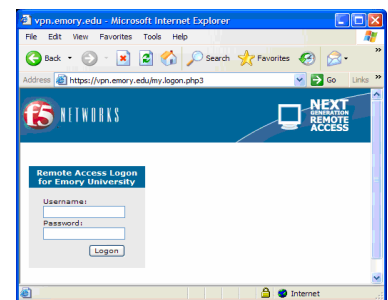 vpn.emory.edu - Microsoft Internet Explorer
File Edit View Favorites Tools Help
Back Search Favorites
Address https://vpn.emory.edu/my.logon.php3 Go Links
f5 NETWORKS
NEXT
GENERATION
REMOTE
ACCESS
Remote Access Logon
for Emory University
Username:
Password:
Logon
Internet